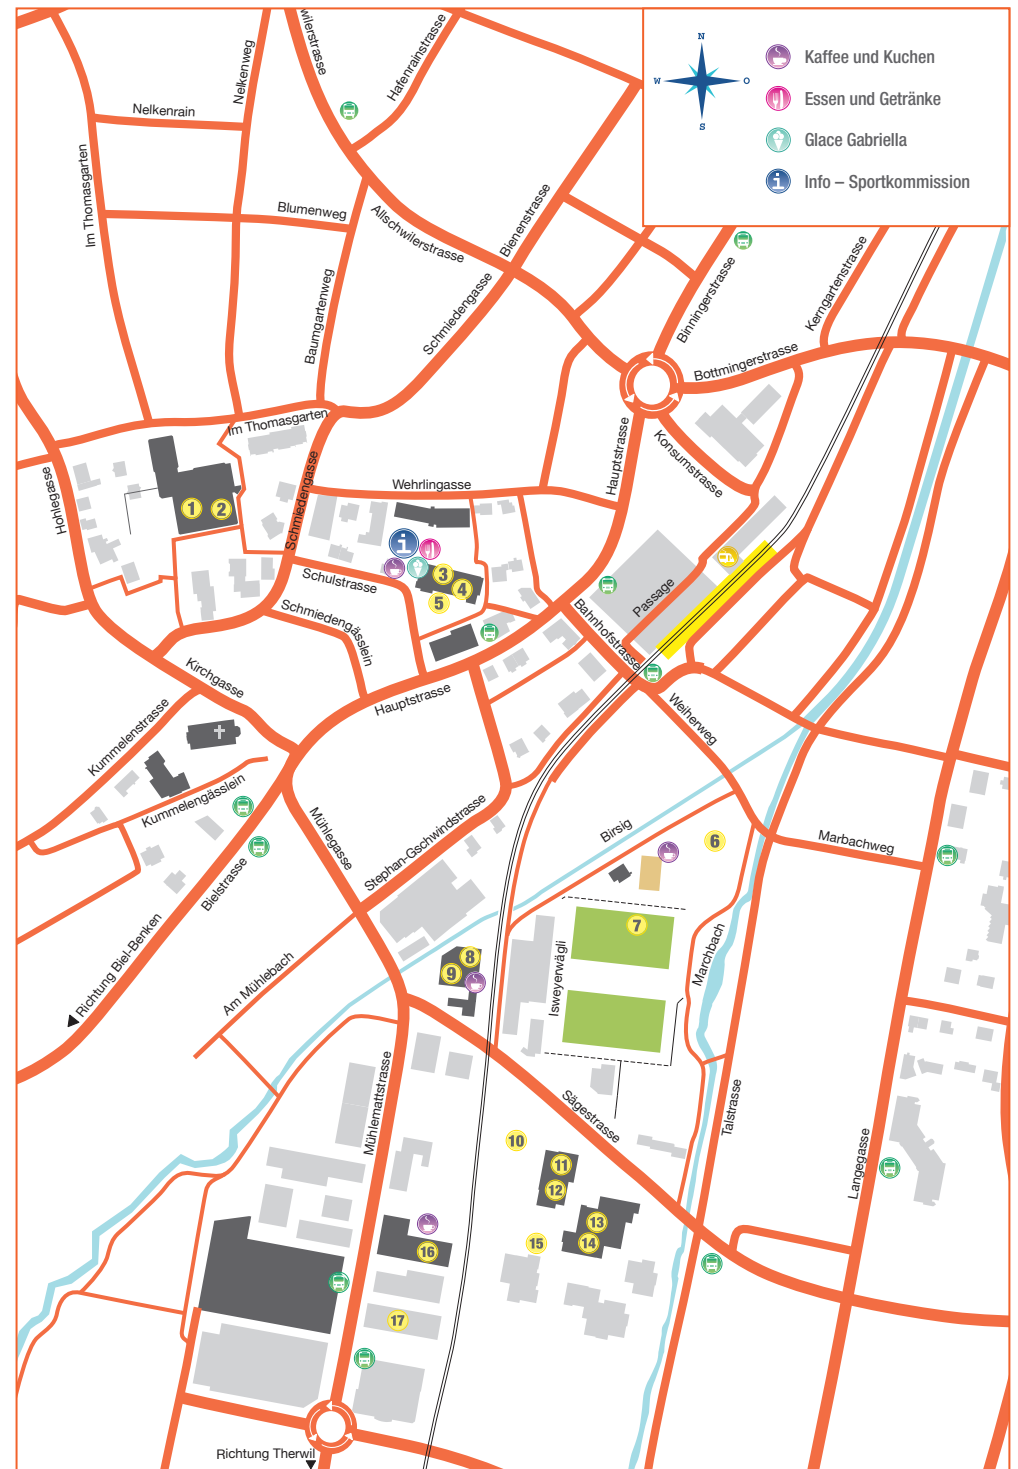 N
W
O
S
Kaffee und Kuchen
Essen und Getränke
Glace Gabriella
Info – Sportkommission
wilerstrasse
Hafenrainstrasse
Nelkenweg
Nelkenrain
Im Thomasgarten
Blumenweg
Allschwilerstrasse
Bienenstrasse
Baumgartenweg
Schmiedengasse
Binningerstrasse
Kerngartenstrasse
Bottmingerstrasse
Im Thomasgarten
Hauptstrasse
Konsumstrasse
Hohlegasse
Schmiedengasse
Wehrlingasse
1
2
i
3
4
5
Schulstrasse
Schmiedengässlein
Passage
Bahnhofstrasse
Kirchgasse
Hauptstrasse
Weiherweg
Kummelenstrasse
Kummelengässlein
Mühlegasse
Stephan-Gschwindstrasse
Birsig
6
Marbachweg
Bielstrasse
7
Richtung Biel-Benken
Am Mühlebach
8
9
Isweyerwägli
Marchbach
Mühlemattstrasse
Sägestrasse
Talstrasse
Langegasse
10
11
12
13
14
15
16
17
Richtung Therwil